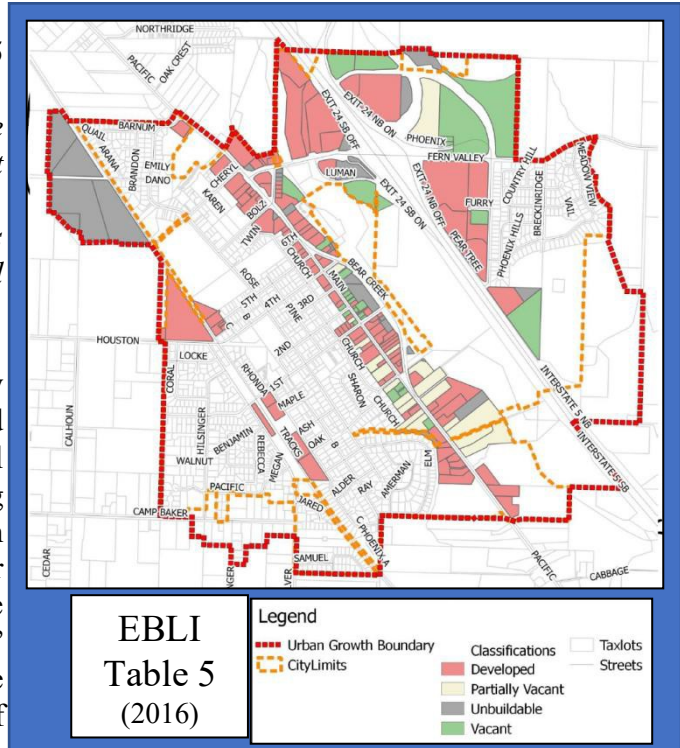 NORTHRIDGE
PACIFIC
OAK CREST
QUAIL
ARANA
BARNUM
BRANDON
EMILY
DANO
KAREN
CHERYL
BOLZ
TWIN
6TH
CHURCH
MAIN
BEAR CREEK
LUMAN
EXIT 24 SB OFF
EXIT 24 NB ON
EXIT 24 SB ON
EXIT 24 NB OFF
PHOENIX
FERN VALLEY
FURRY
PEAR TREE
PHOENIX HILLS
COUNTRY HILL
BRECKINRIDGE
VAIL
MEADOW VIEW
ROSE
5TH
4TH
3RD
B
C
PINE
2ND
HOUSTON
LOCKE
CORAL
CALHOUN
RHONDA
1ST
MAPLE
HILSINGER
WALNUT
BENJAMIN
REBECCA
MEGAN
TRACKS
ASH
OAK
B
CHURCH
SHARON
CHURCH
ELM
ALDER
RAY
AMERMAN
PACIFIC
CAMP BAKER
JARED
C
PHOENIX A
SAMUEL
CEDAR
PACIFIC
CABBAGE
INTERSTATE 5 NB
INTERSTATE 5 SB
EBLI
Table 5
(2016)
Legend
Urban Growth Boundary
CityLimits
Classifications
Developed
Partially Vacant
Unbuildable
Vacant
Taxlots
Streets